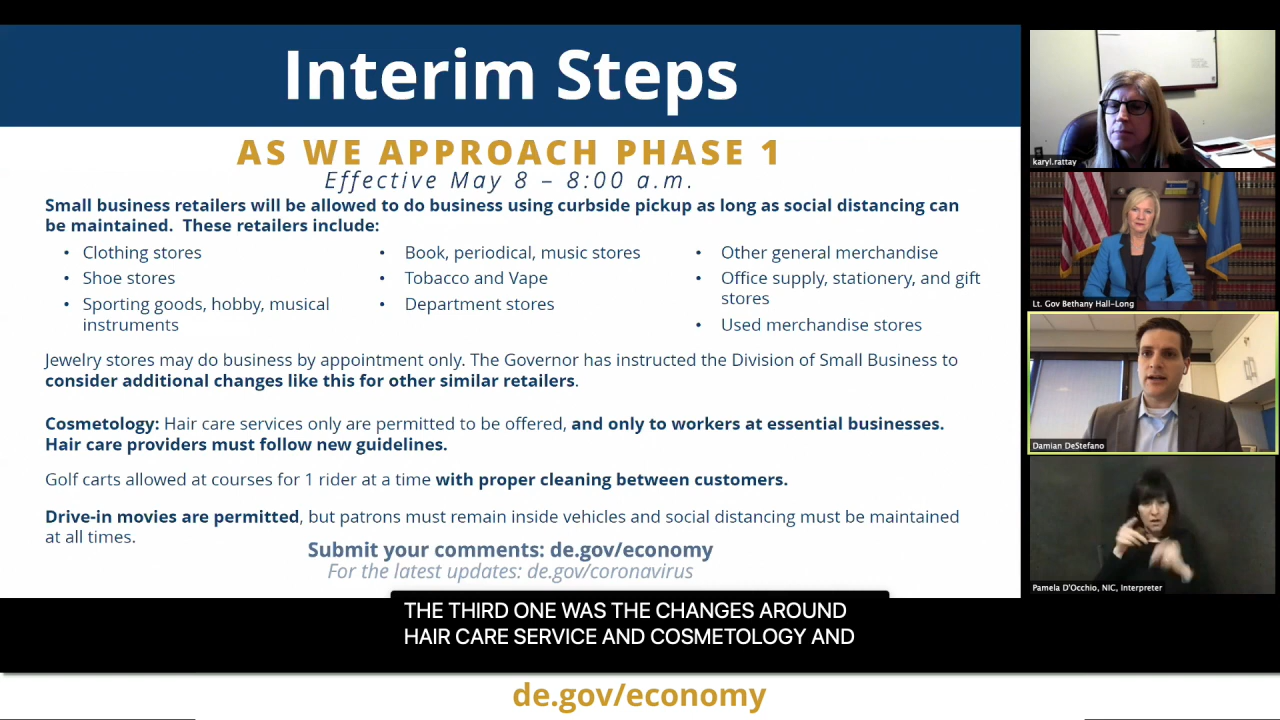 Interim Steps
AS WE APPROACH PHASE 1
Effective May 8 – 8:00 a.m.
Small business retailers will be allowed to do business using curbside pickup as long as social distancing can
be maintained. These retailers include:
• Clothing stores
• Shoe stores
• Sporting goods, hobby, musical
instruments
• Book, periodical, music stores
• Tobacco and Vape
• Department stores
• Other general merchandise
• Office supply, stationery, and gift
stores
• Used merchandise stores
Jewelry stores may do business by appointment only. The Governor has instructed the Division of Small Business to
consider additional changes like this for other similar retailers.
Cosmetology: Hair care services only are permitted to be offered, and only to workers at essential businesses.
Hair care providers must follow new guidelines.
Golf carts allowed at courses for 1 rider at a time with proper cleaning between customers.
Drive-in movies are permitted, but patrons must remain inside vehicles and social distancing must be maintained
at all times.
Submit your comments: de.gov/economy
For the latest updates: de.gov/coronavirus
karyl.rattay
Lt. Gov Bethany Hall-Long
Damian DeStefano
Pamela D'Occhio, NIC, Interpreter
THE THIRD ONE WAS THE CHANGES AROUND
HAIR CARE SERVICE AND COSMETOLOGY AND
de.gov/economy